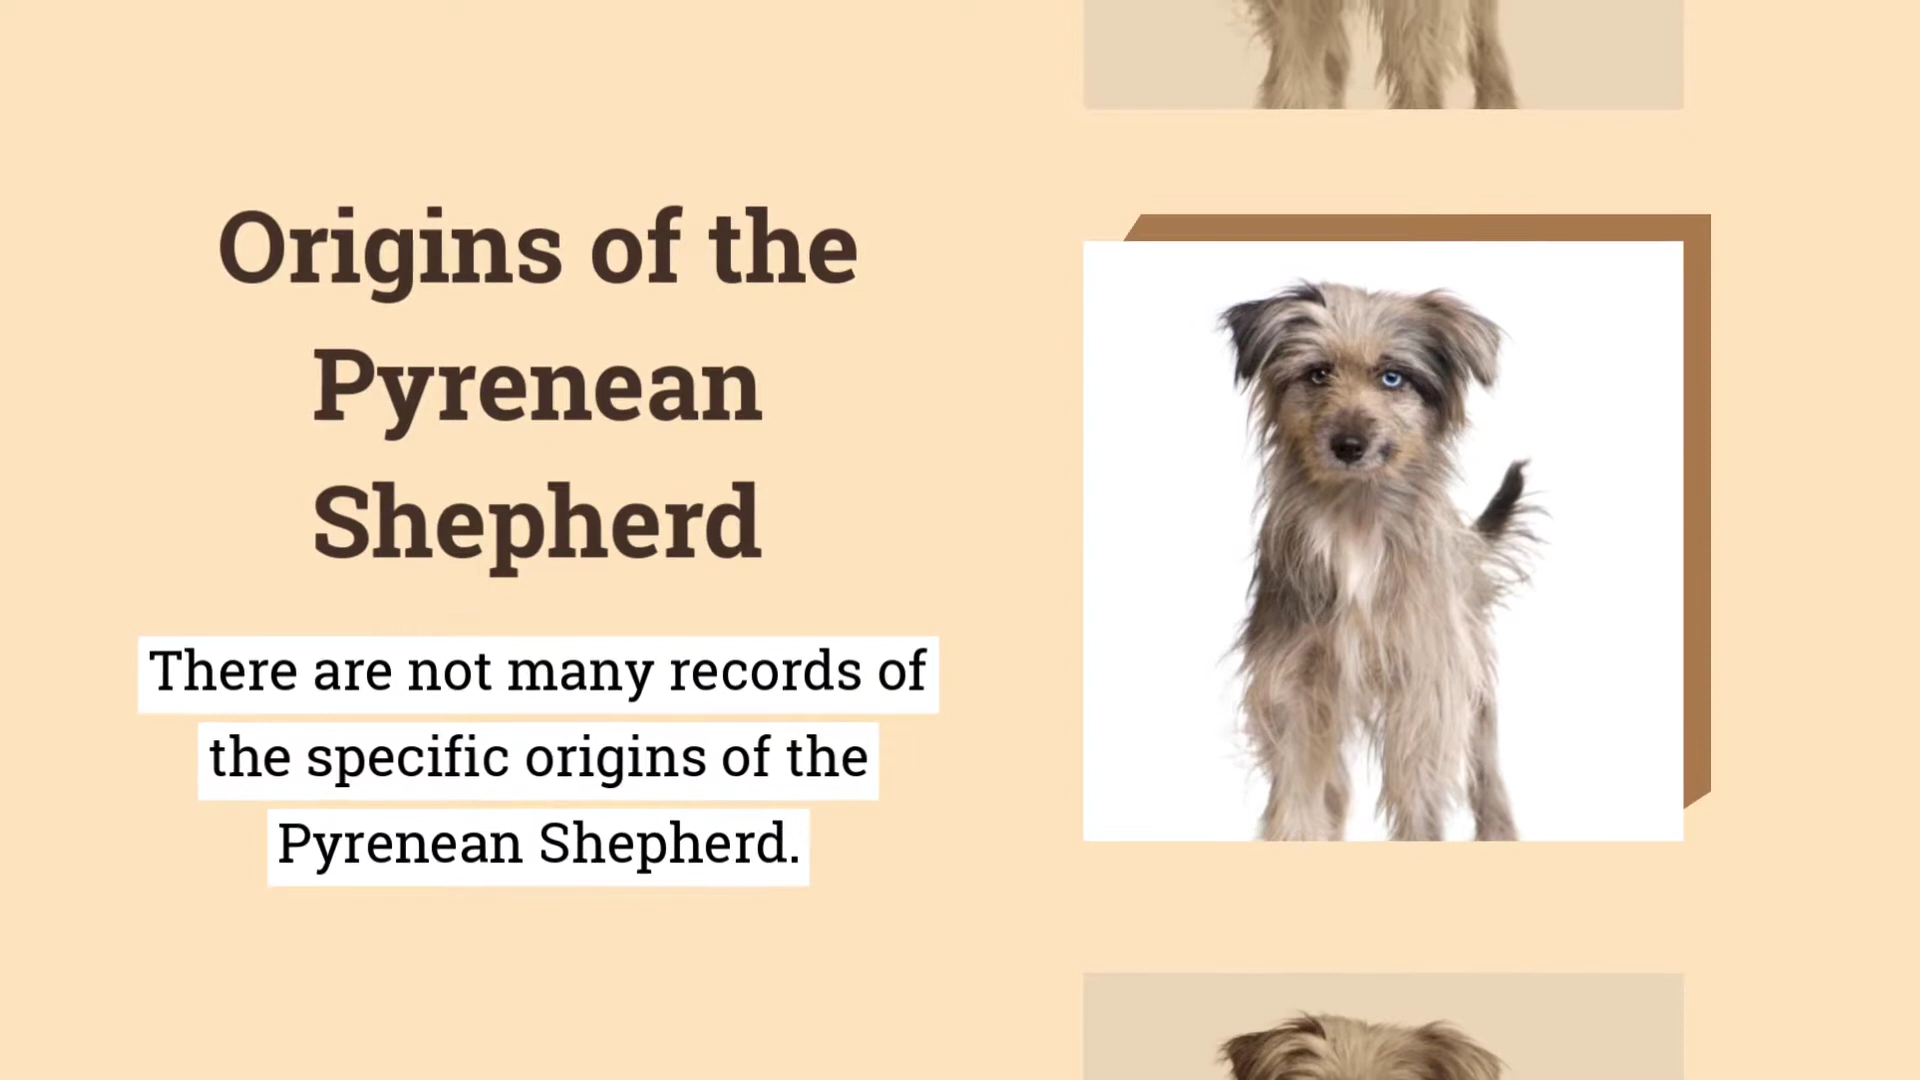 Origins of the
Pyrenean
Shepherd
There are not many records of
the specific origins of the
Pyrenean Shepherd.